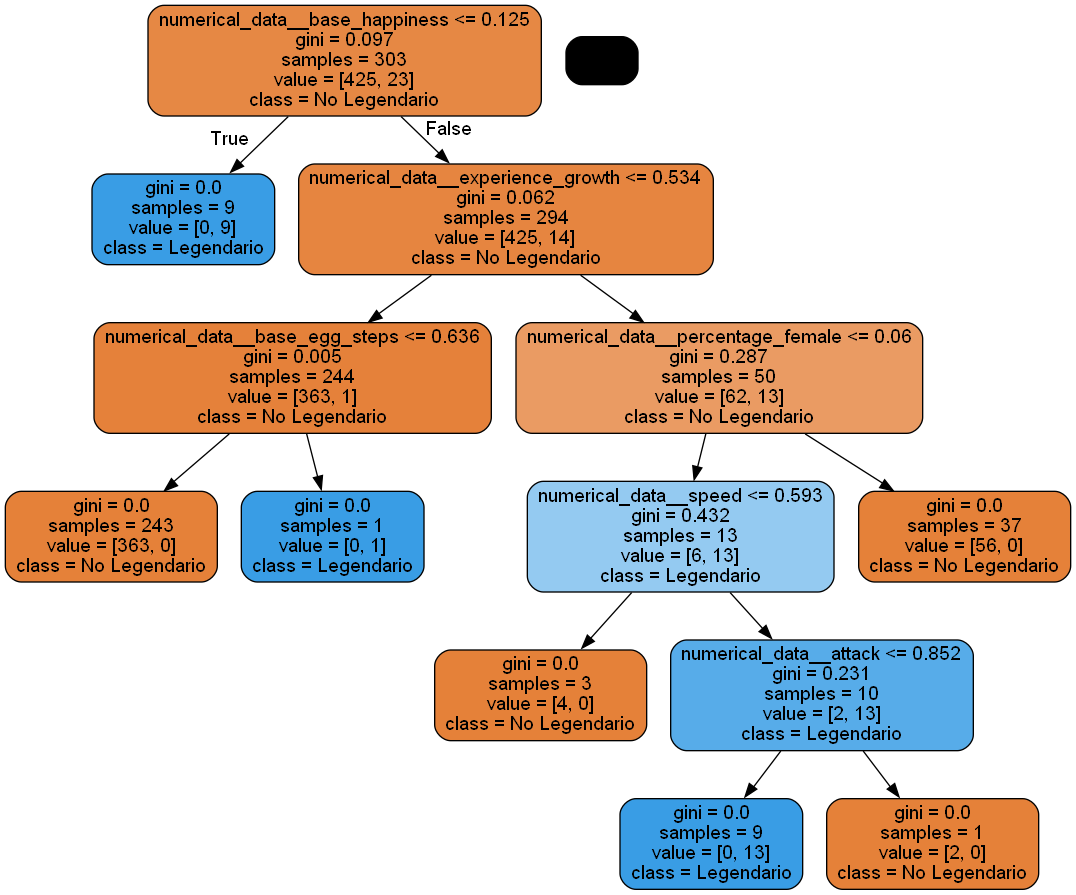 numerical_data__base_happiness <= 0.125
gini = 0.097
samples = 303
value = [425, 23]
class = No Legendario
True
False
gini = 0.0
samples = 9
value = [0, 9]
class = Legendario
numerical_data__experience_growth <= 0.534
gini = 0.062
samples = 294
value = [425, 14]
class = No Legendario
numerical_data__base_egg_steps <= 0.636
gini = 0.005
samples = 244
value = [363, 1]
class = No Legendario
numerical_data__percentage_female <= 0.06
gini = 0.287
samples = 50
value = [62, 13]
class = No Legendario
gini = 0.0
samples = 243
value = [363, 0]
class = No Legendario
gini = 0.0
samples = 1
value = [0, 1]
class = Legendario
numerical_data__speed <= 0.593
gini = 0.432
samples = 13
value = [6, 13]
class = Legendario
gini = 0.0
samples = 37
value = [56, 0]
class = No Legendario
gini = 0.0
samples = 3
value = [4, 0]
class = No Legendario
numerical_data__attack <= 0.852
gini = 0.231
samples = 10
value = [2, 13]
class = Legendario
gini = 0.0
samples = 9
value = [0, 13]
class = Legendario
gini = 0.0
samples = 1
value = [2, 0]
class = No Legendario